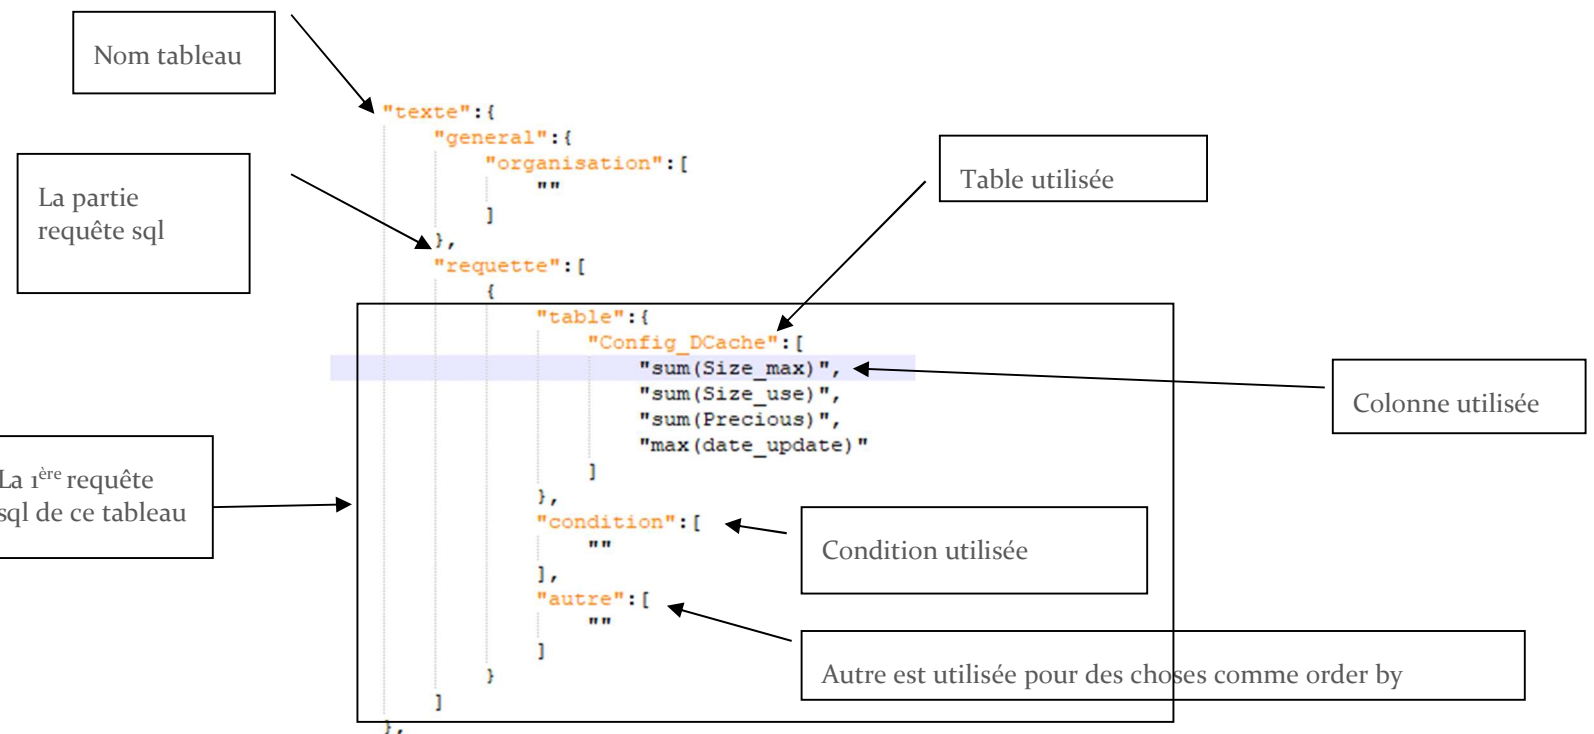 Nom tableau
"texte":{
"general":{
"organisation":[
""
]
},
"requette":[
{
"table":{
"Config_DCache":[
"sum(Size_max)",
"sum(Size_use)",
"sum(Precious)",
"max(date_update)"
]
},
"condition":[
""
],
"autre":[
""
]
}
]
},
La partie
requête sql
Table utilisée
Colonne utilisée
La 1ère requête
sql de ce tableau
Condition utilisée
Autre est utilisée pour des choses comme order by